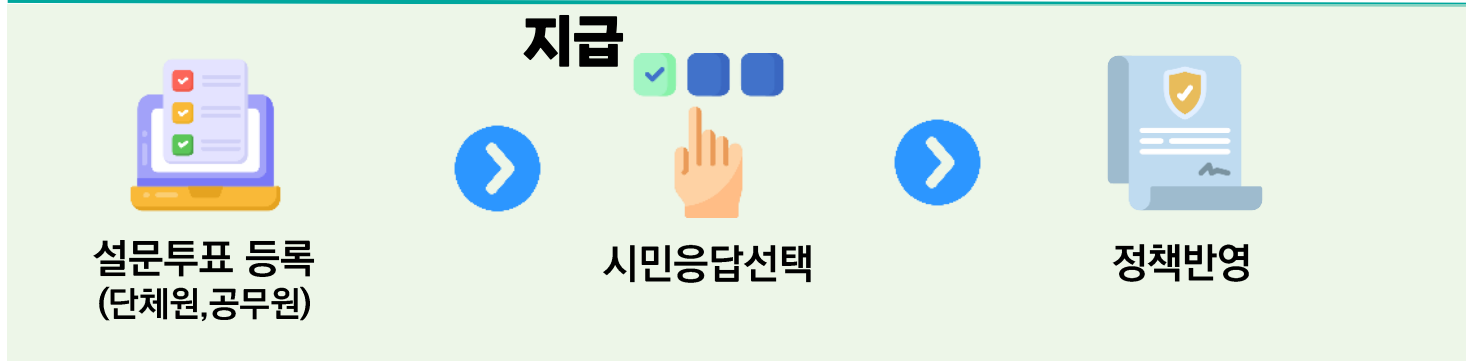 지급
설문투표 등록
(단체원,공무원)
시민응답선택
정책반영